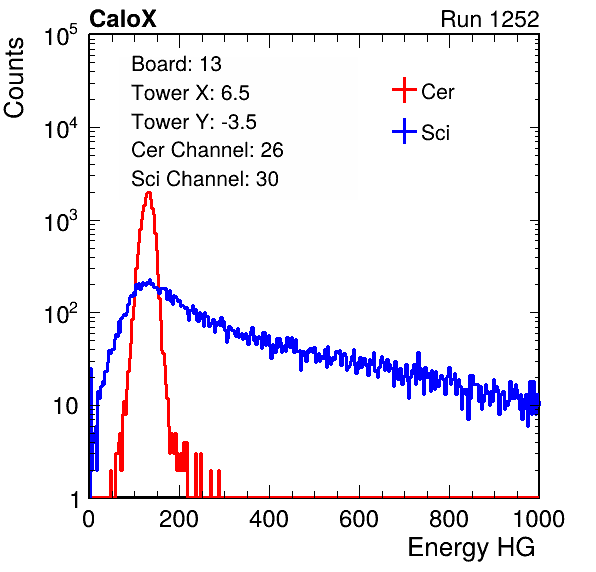 CaloX Run 1252
Board: 13
Tower X: 6.5
Tower Y: -3.5
Cer Channel: 26
Sci Channel: 30
Cer
Sci
Counts
10^5
10^4
10^3
10^2
10
1
0 200 400 600 800 1000
Energy HG